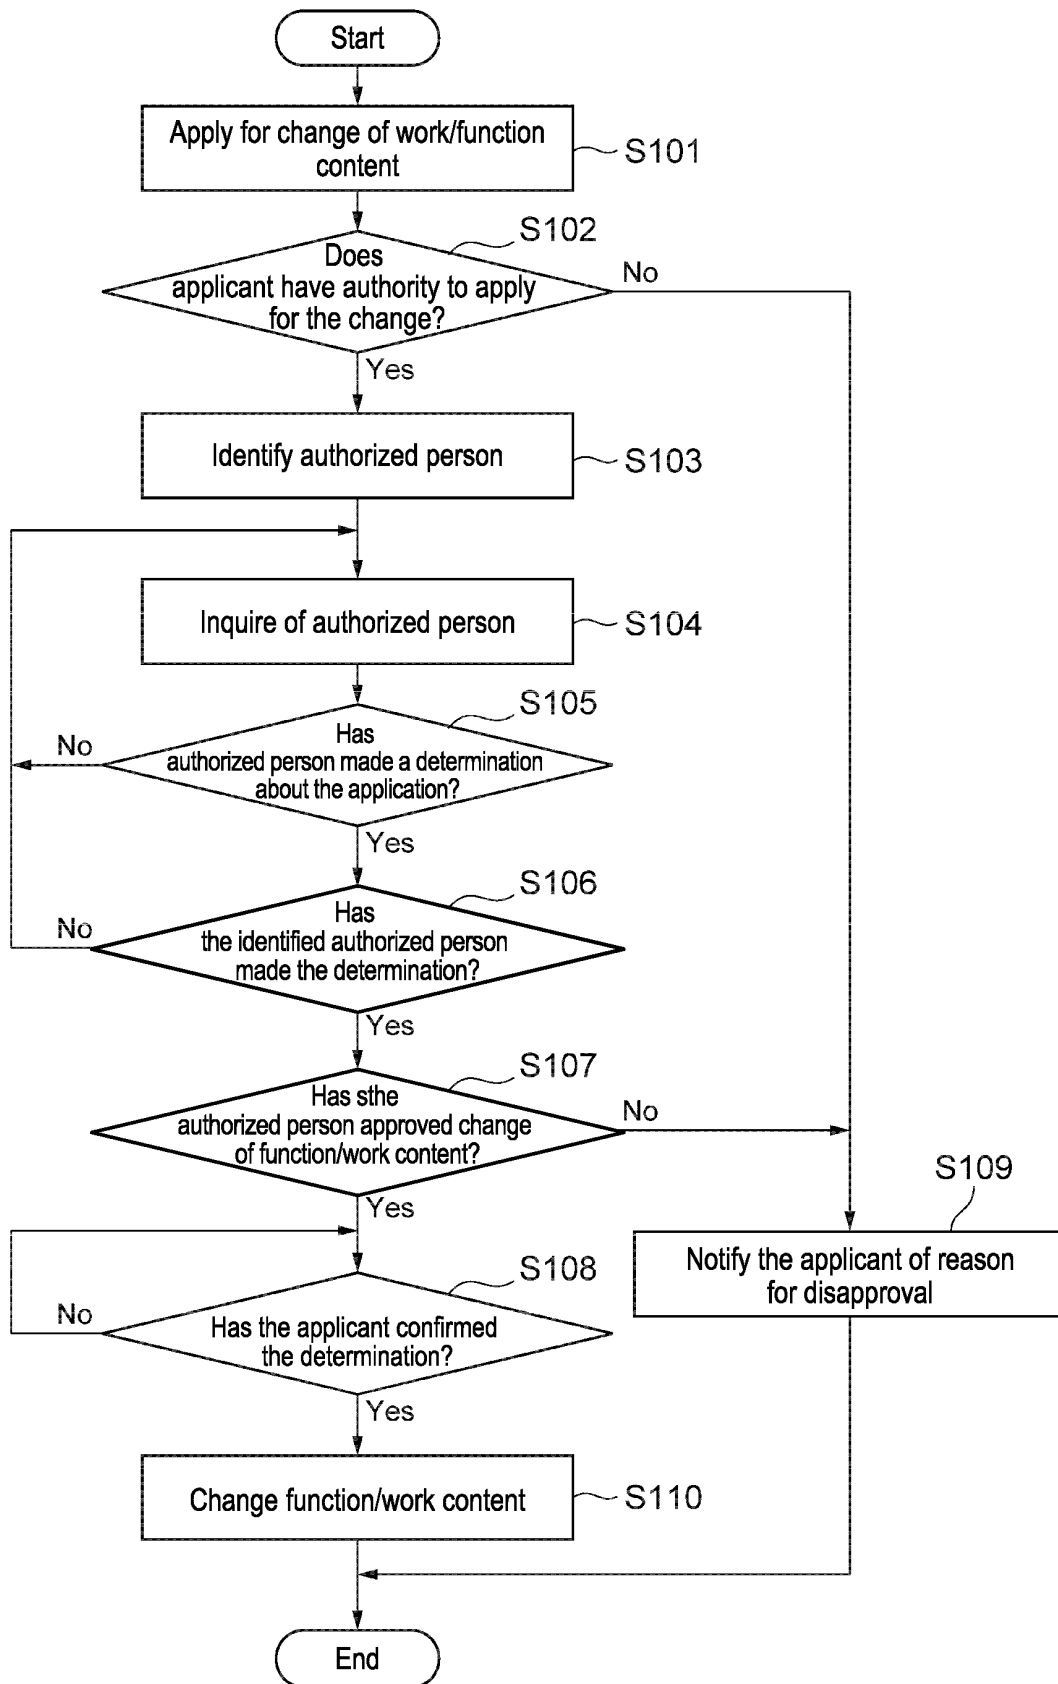 Start
Apply for change of work/function
content
S101
S102
Does
applicant have authority to apply
for the change?
No
Yes
Identify authorized person
S103
Inquire of authorized person
S104
S105
Has
authorized person made a determination
about the application?
No
Yes
S106
Has
the identified authorized person
made the determination?
No
Yes
S107
Has sthe
authorized person approved change
of function/work content?
No
Yes
S109
Notify the applicant of reason
for disapproval
S108
Has the applicant confirmed
the determination?
No
Yes
Change function/work content
S110
End